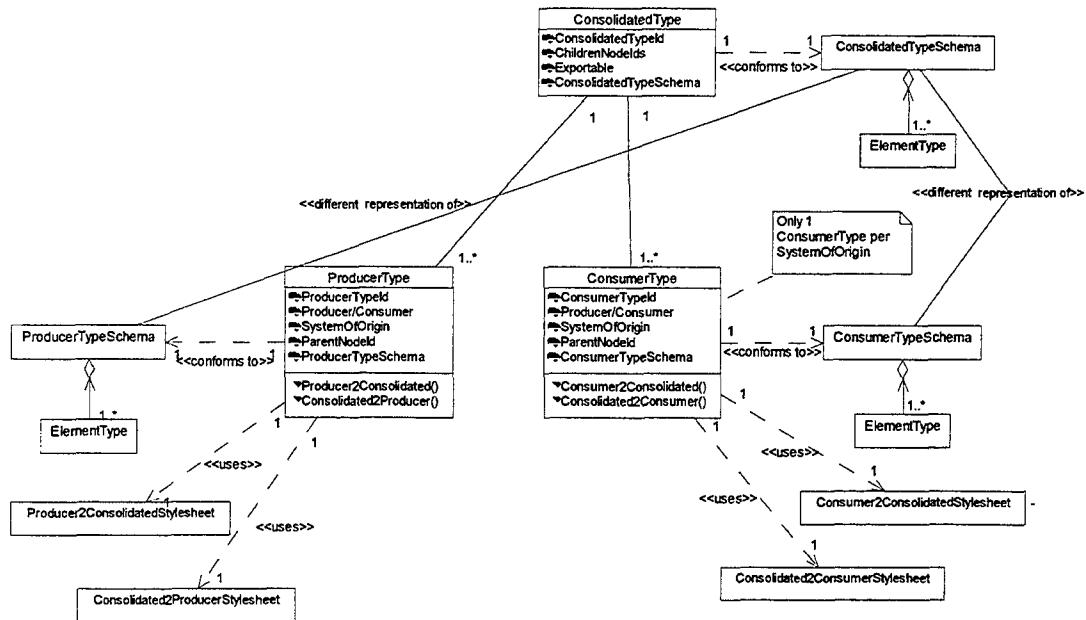 ConsolidatedType
ConsolidatedTypeId
ChildrenNodeIds
Exportable
ConsolidatedTypeSchema
1
1
<<conforms to>>
ConsolidatedTypeSchema
1
1
1..*
ElementType
<<different representation of>>
<<different representation of>>
Only 1
ConsumerType per
SystemOfOrigin
1..*
1..*
ProducerType
ProducerTypeId
Producer/Consumer
SystemOfOrigin
ParentNodeId
ProducerTypeSchema
Producer2Consolidated()
Consolidated2Producer()
ConsumerType
ConsumerTypeId
Producer/Consumer
SystemOfOrigin
ParentNodeId
ConsumerTypeSchema
Consumer2Consolidated()
Consolidated2Consumer()
ProducerTypeSchema
1
1
<<conforms to>>
1
1
<<conforms to>>
ConsumerTypeSchema
1..*
ElementType
1..*
ElementType
1
1
1
1
<<uses>>
<<uses>>
<<uses>>
<<uses>>
1
Producer2ConsolidatedStylesheet
1
Consumer2ConsolidatedStylesheet
1
Consolidated2ProducerStylesheet
1
Consolidated2ConsumerStylesheet